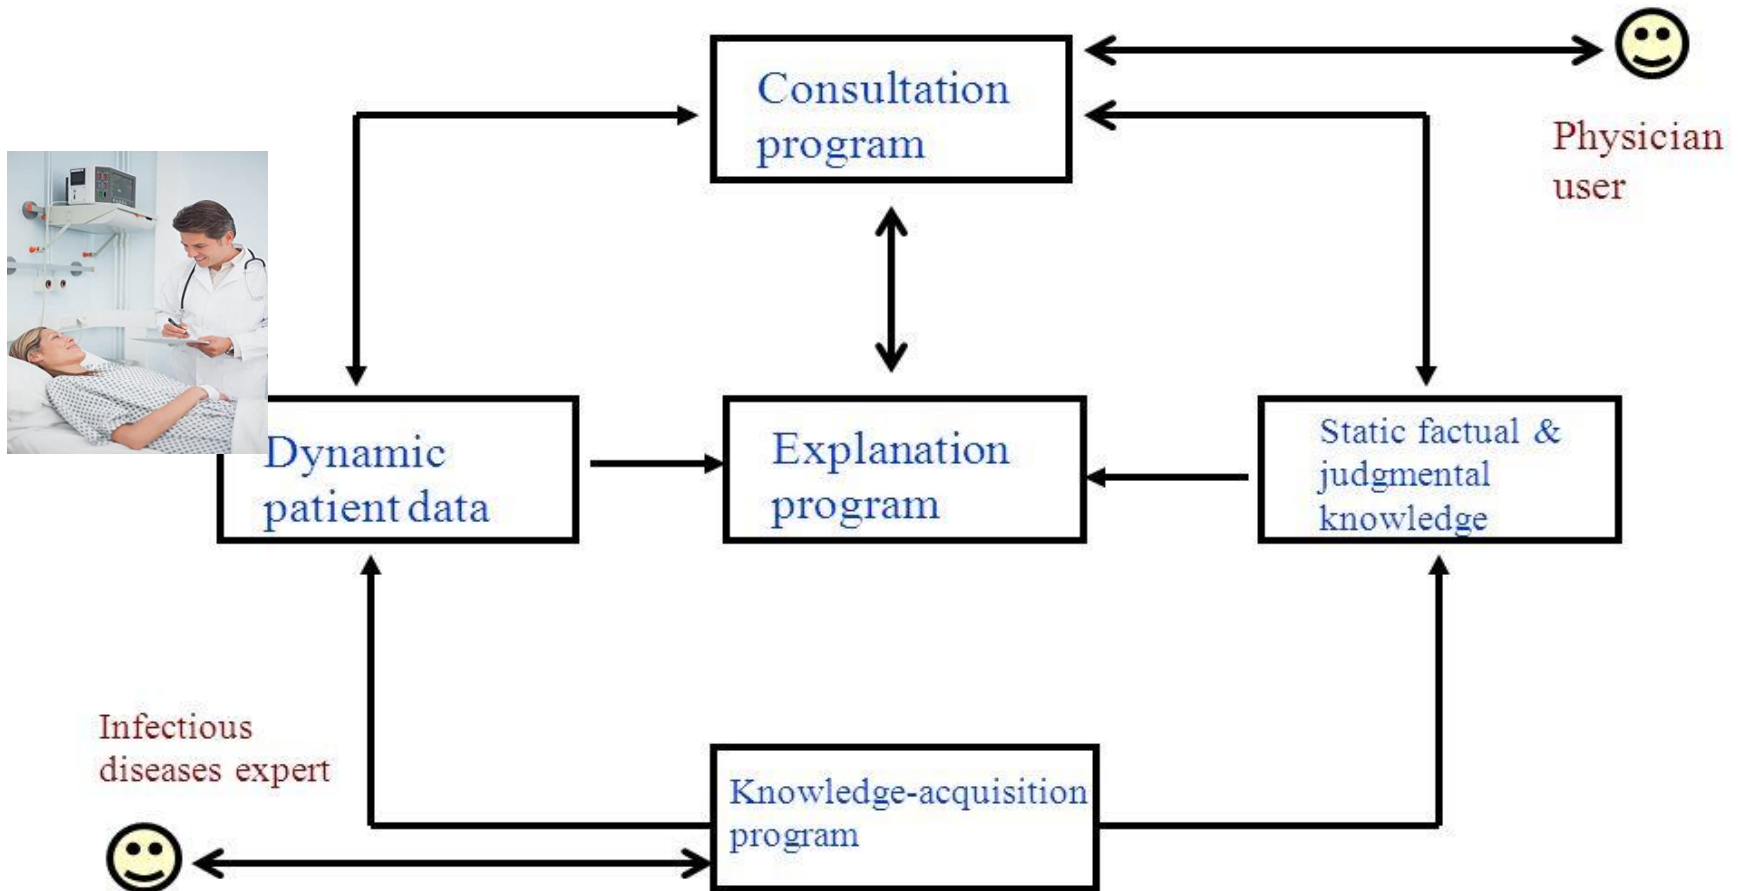 Consultation
program
Physician
user
Dynamic
patient data
Explanation
program
Static factual &
judgmental
knowledge
Infectious
diseases expert
Knowledge-acquisition
program